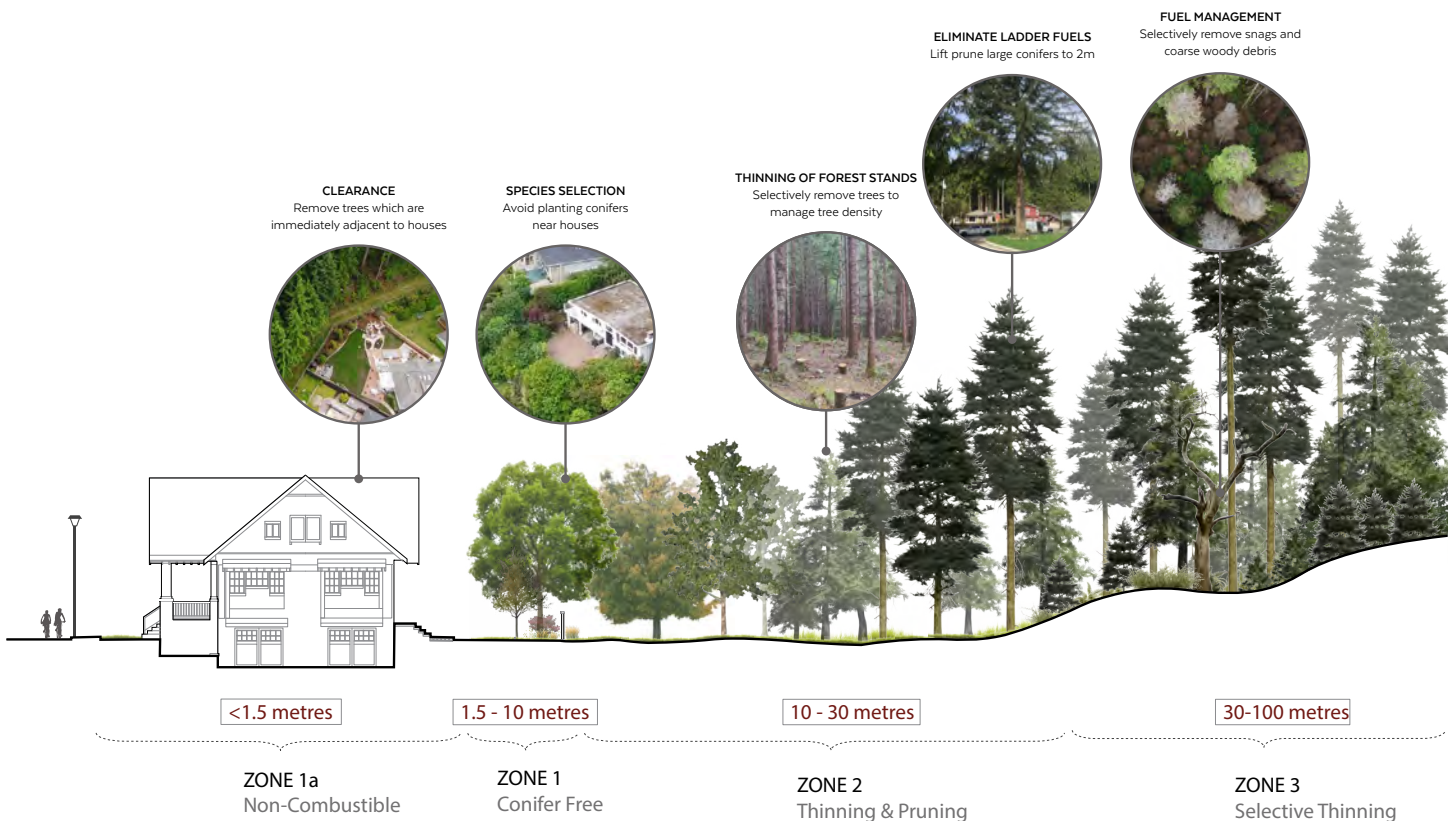 FUEL MANAGEMENT
Selectively remove snags and
coarse woody debris
ELIMINATE LADDER FUELS
Lift prune large conifers to 2m
THINNING OF FOREST STANDS
Selectively remove trees to
manage tree density
CLEARANCE
Remove trees which are
immediately adjacent to houses
SPECIES SELECTION
Avoid planting conifers
near houses
<1.5 metres
1.5 - 10 metres
10 - 30 metres
30-100 metres
ZONE 1a
Non-Combustible
ZONE 1
Conifer Free
ZONE 2
Thinning & Pruning
ZONE 3
Selective Thinning